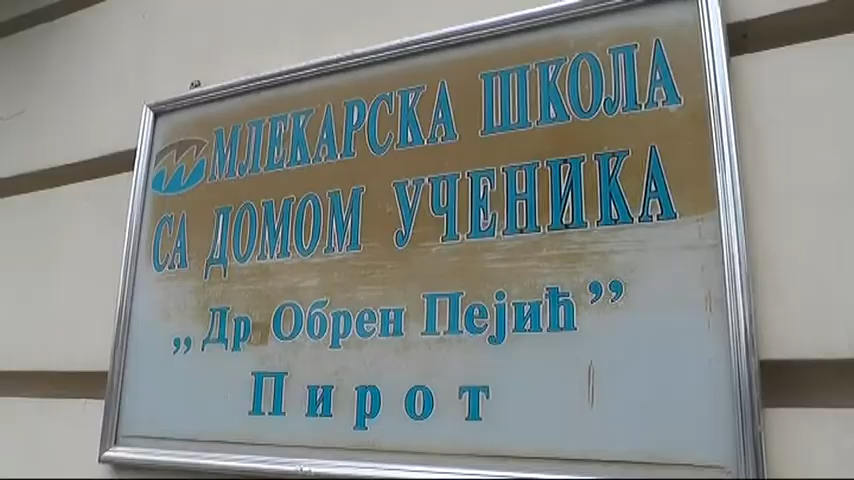 МЛЕКАРСКА ШКОЛА
СА ДОМОМ УЧЕНИКА
„Др Обрен Пејић”
Пирот